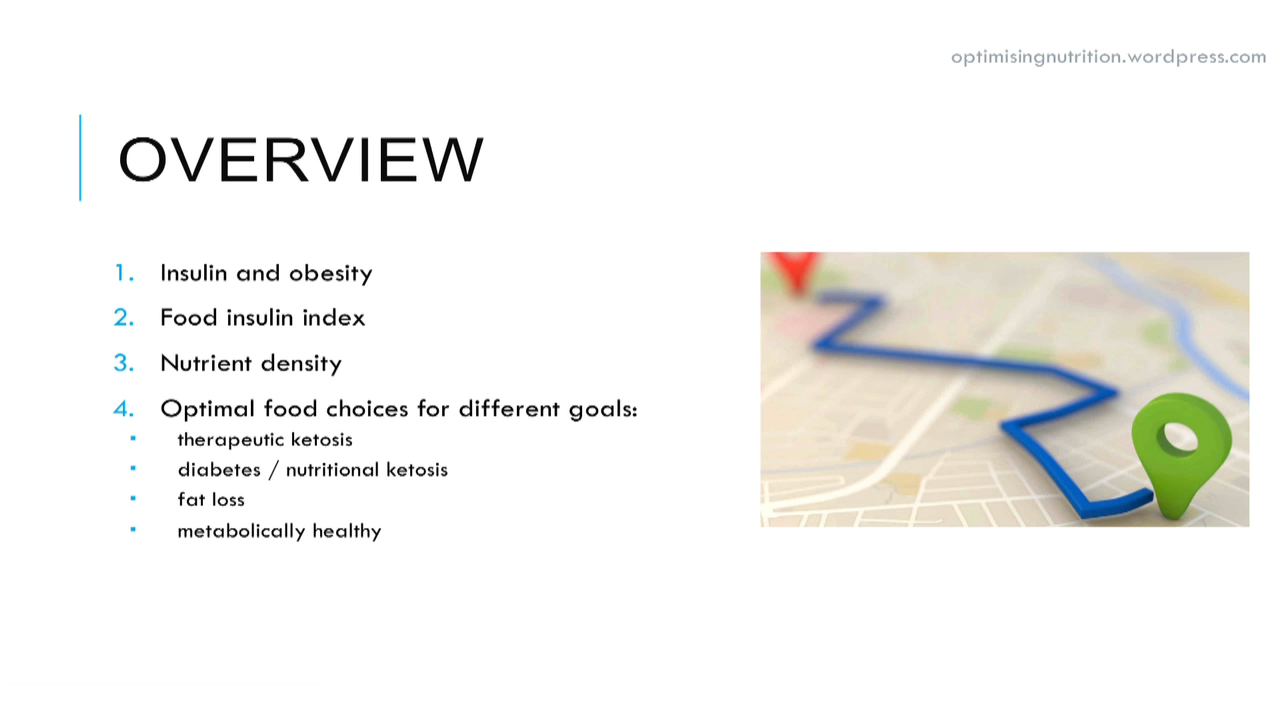 optimisingnutrition.wordpress.com
OVERVIEW
1. Insulin and obesity
2. Food insulin index
3. Nutrient density
4. Optimal food choices for different goals:
▪ therapeutic ketosis
▪ diabetes / nutritional ketosis
▪ fat loss
▪ metabolically healthy